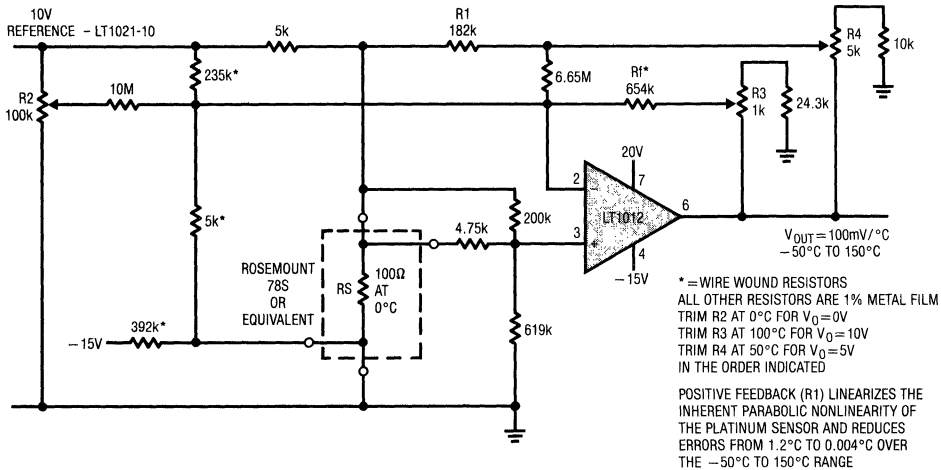 10V
REFERENCE – LT1021-10
5k
R1
182k
R4
5k
10k
235k*
6.65M
R2
100k
10M
Rf*
654k
R3
1k
24.3k
20V
2
7
–
LT1012
6
3
+
4
–15V
5k*
200k
4.75k
VOUT=100mV/°C
–50°C TO 150°C
ROSEMOUNT
78S
OR
EQUIVALENT
RS
100Ω
AT
0°C
619k
–15V
392k*
*=WIRE WOUND RESISTORS
ALL OTHER RESISTORS ARE 1% METAL FILM
TRIM R2 AT 0°C FOR VO=0V
TRIM R3 AT 100°C FOR VO=10V
TRIM R4 AT 50°C FOR VO=5V
IN THE ORDER INDICATED
POSITIVE FEEDBACK (R1) LINEARIZES THE
INHERENT PARABOLIC NONLINEARITY OF
THE PLATINUM SENSOR AND REDUCES
ERRORS FROM 1.2°C TO 0.004°C OVER
THE –50°C TO 150°C RANGE